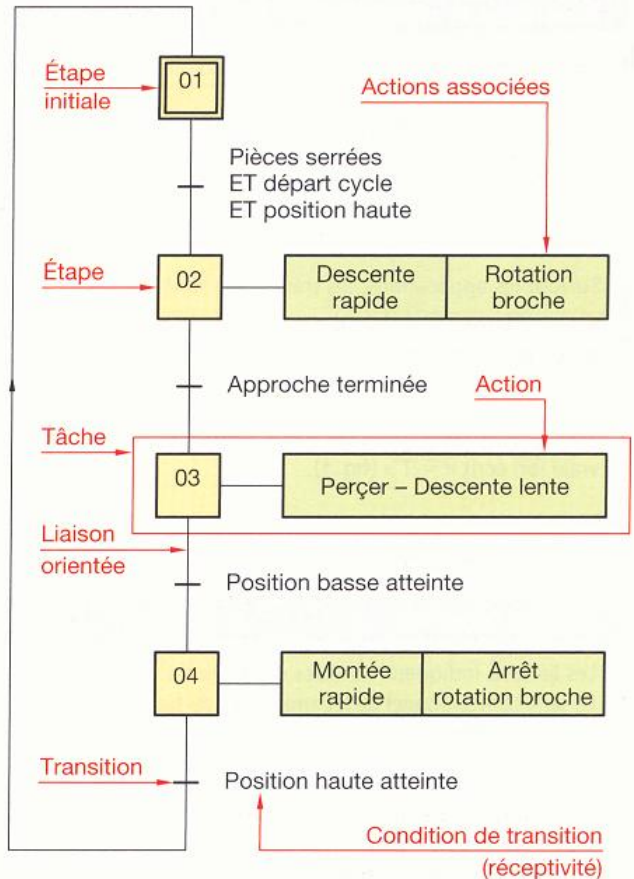 Étape
initiale
01
Actions associées
Pièces serrées
ET départ cycle
ET position haute
Étape
02
Descente
rapide
Rotation
broche
Approche terminée
Action
Tâche
03
Perçer – Descente lente
Liaison
orientée
Position basse atteinte
04
Montée
rapide
Arrêt
rotation broche
Transition
Position haute atteinte
Condition de transition
(réceptivité)